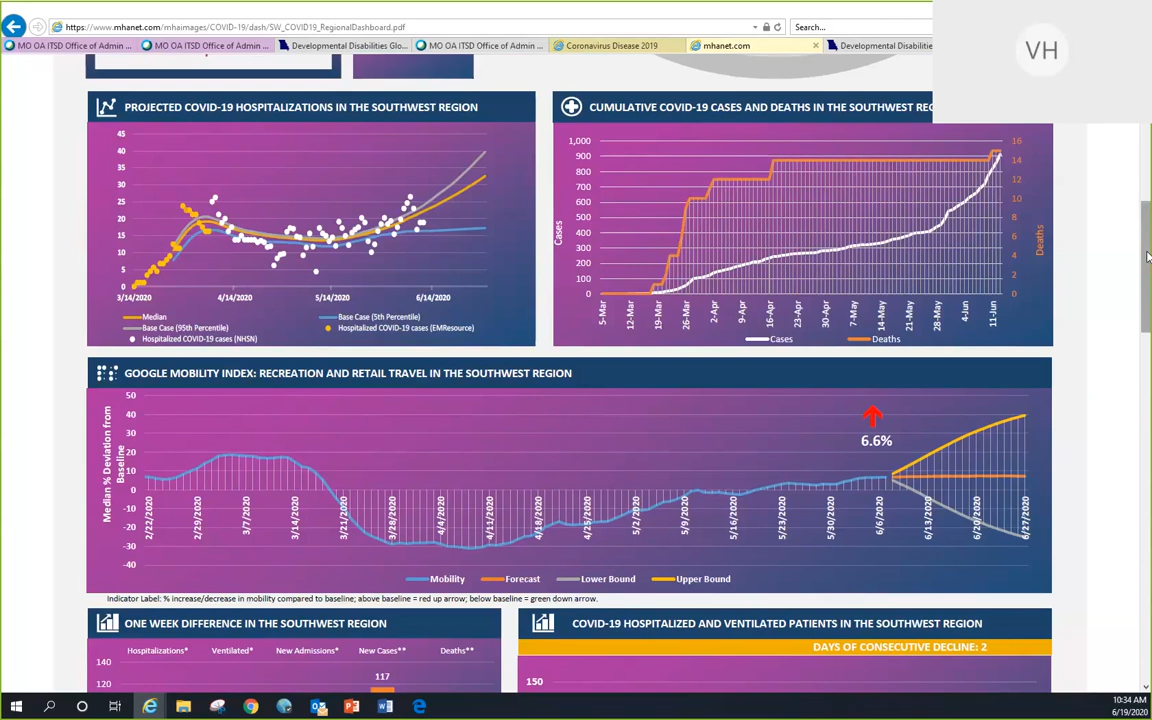 https://www.mhanet.com/mhaimages/COVID-19/dash/SW_COVID19_RegionalDashboard.pdf
Search...
MO OA ITSD Office of Admin ...
MO OA ITSD Office of Admin ...
Developmental Disabilities Glo...
MO OA ITSD Office of Admin ...
Coronavirus Disease 2019
mhanet.com
Developmental Disabilities
VH
PROJECTED COVID-19 HOSPITALIZATIONS IN THE SOUTHWEST REGION
45
40
35
30
25
20
15
10
5
0
3/14/2020 4/14/2020 5/14/2020 6/14/2020
Median
Base Case (5th Percentile)
Base Case (95th Percentile)
Hospitalized COVID-19 cases (EMResource)
Hospitalized COVID-19 cases (NHSN)
CUMULATIVE COVID-19 CASES AND DEATHS IN THE SOUTHWEST REG
Cases
1,000
900
800
700
600
500
400
300
200
100
0
16
14
12
10
8
6
4
2
0
Deaths
5-Mar 12-Mar 19-Mar 26-Mar 2-Apr 9-Apr 16-Apr 23-Apr 30-Apr 7-May 14-May 21-May 28-May 4-Jun 11-Jun
Cases
Deaths
GOOGLE MOBILITY INDEX: RECREATION AND RETAIL TRAVEL IN THE SOUTHWEST REGION
Median % Deviation from
Baseline
50
40
30
20
10
0
-10
-20
-30
-40
6.6%
2/22/2020 2/29/2020 3/7/2020 3/14/2020 3/21/2020 3/28/2020 4/4/2020 4/11/2020 4/18/2020 4/25/2020 5/2/2020 5/9/2020 5/16/2020 5/23/2020 5/30/2020 6/6/2020 6/13/2020 6/20/2020 6/27/2020
Mobility
Forecast
Lower Bound
Upper Bound
Indicator Label: % increase/decrease in mobility compared to baseline; above baseline = red up arrow; below baseline = green down arrow.
ONE WEEK DIFFERENCE IN THE SOUTHWEST REGION
Hospitalizations* Ventilated* New Admissions* New Cases** Deaths**
140
120
117
COVID-19 HOSPITALIZED AND VENTILATED PATIENTS IN THE SOUTHWEST REGION
DAYS OF CONSECUTIVE DECLINE: 2
150
10:34 AM
6/19/2020